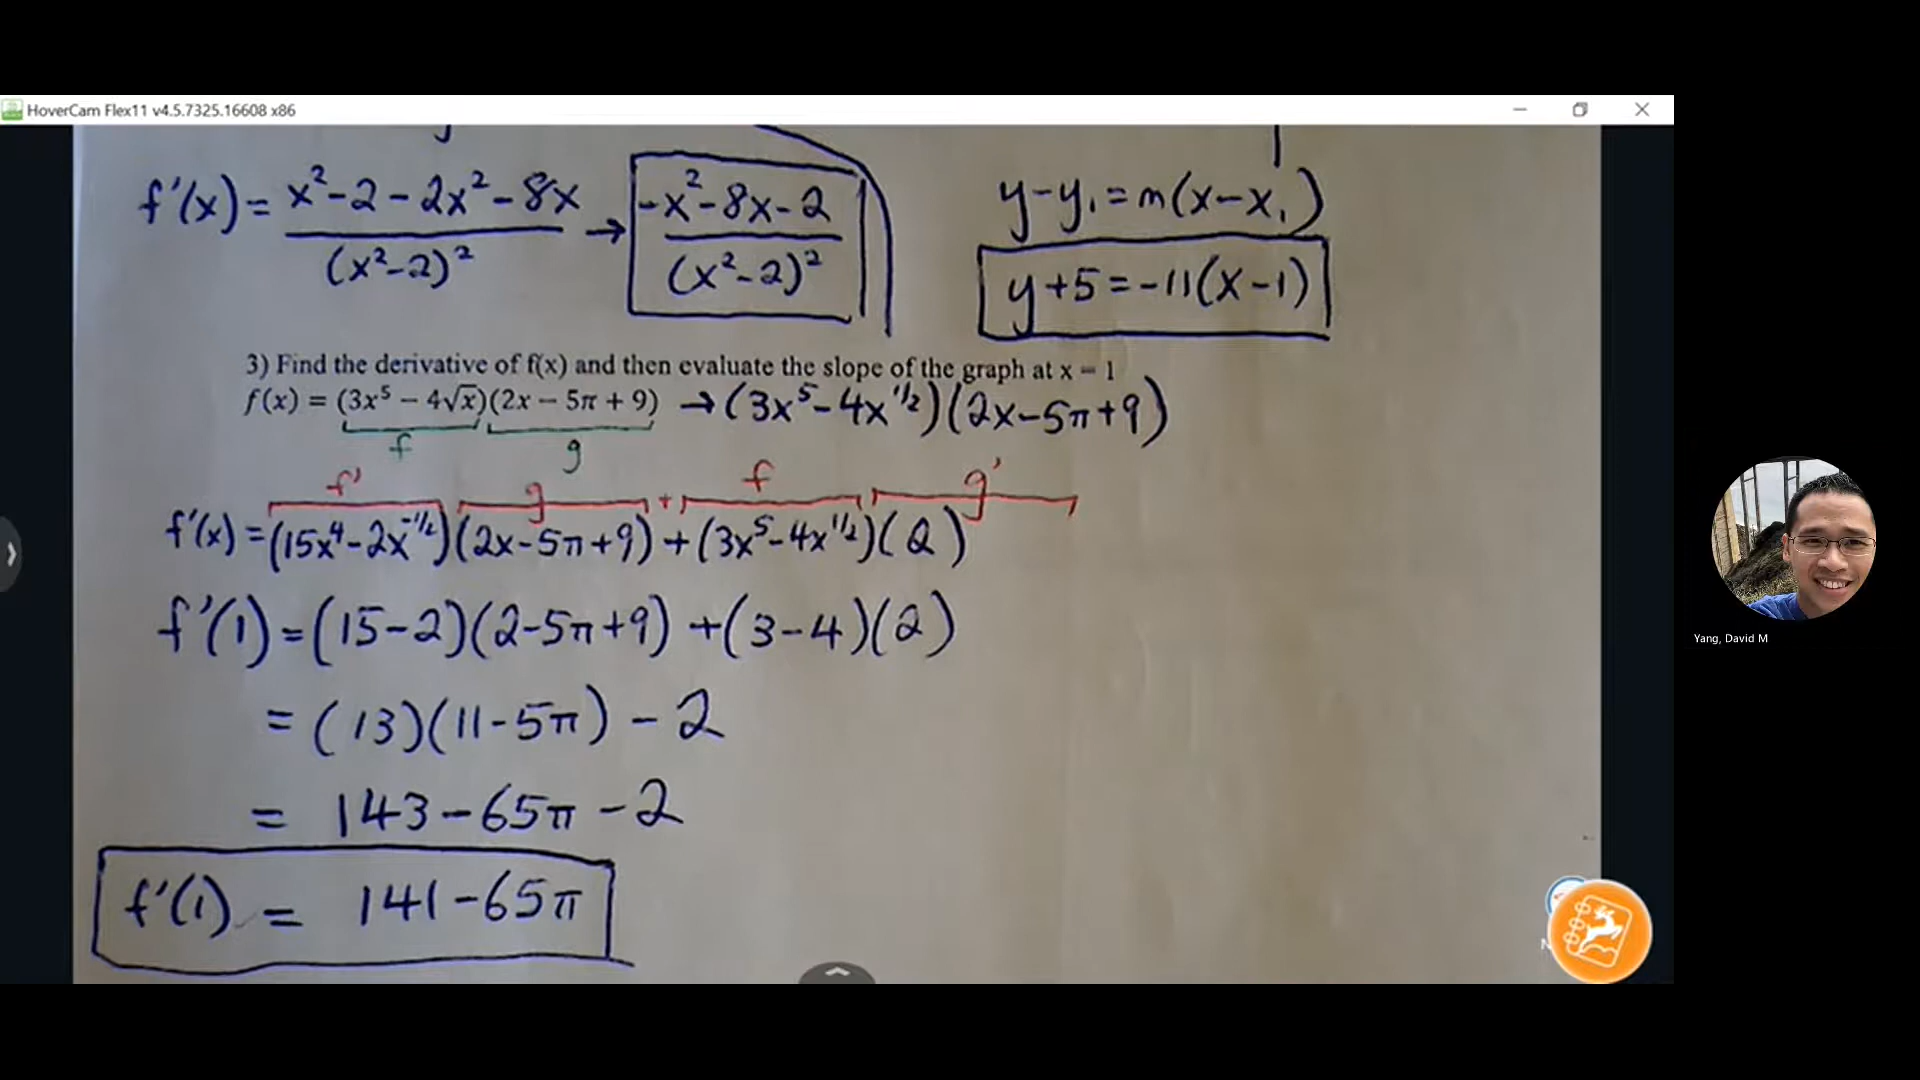 HoverCam Flex11 v4.5.7325.16608 x86
f'(x) = x²-2-2x²-8x / (x²-2)² → -x²-8x-2 / (x²-2)²
y-y₁=m(x-x₁)
y+5=-11(x-1)
3) Find the derivative of f(x) and then evaluate the slope of the graph at x = 1
f(x) = (3x⁵ − 4√x)(2x − 5π + 9) → (3x⁵-4x^1/2)(2x-5π+9)
f g
f' g + f g'
f'(x) = (15x⁴-2x^-1/2)(2x-5π+9) + (3x⁵-4x^1/2)(2)
f'(1) = (15-2)(2-5π+9) + (3-4)(2)
= (13)(11-5π) - 2
= 143-65π-2
f'(1) = 141-65π
Yang, David M